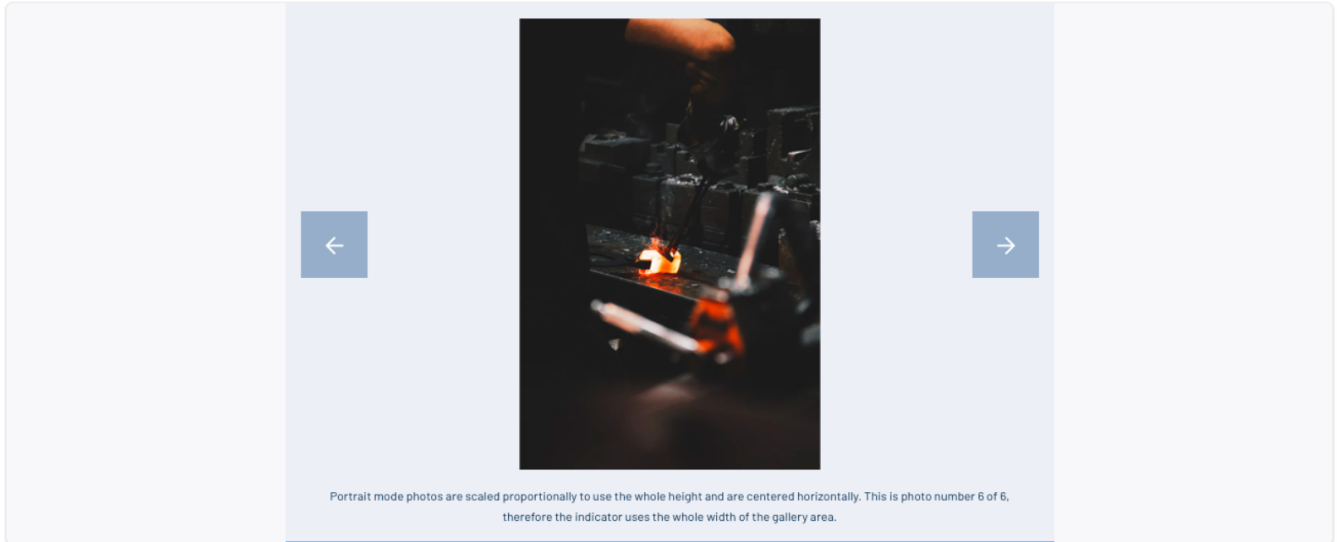 Portrait mode photos are scaled proportionally to use the whole height and are centered horizontally. This is photo number 6 of 6,
therefore the indicator uses the whole width of the gallery area.